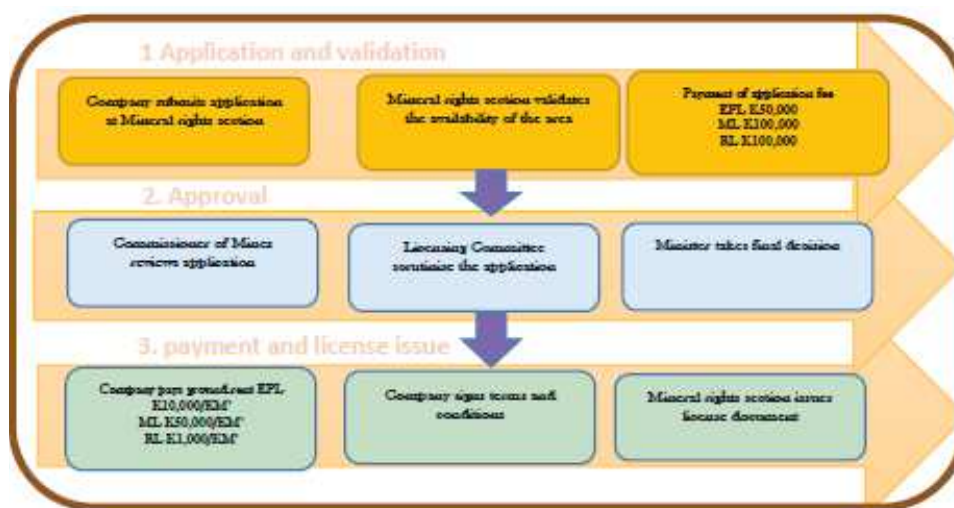 1 Application and validation
Company submits application
at Mineral rights section
Mineral rights section validates
the availability of the area
Payment of application fee
EPL K50,000
ML K100,000
RL K100,000
2. Approval
Commissioner of Mines
reviews application
Licensing Committee
scrutinise the application
Minister takes final decision
3. payment and license issue
Company pays ground rent EPL
K10,000/KM²
ML K50,000/KM²
RL K1,000/KM²
Company signs terms and
conditions
Mineral rights section issues
license document